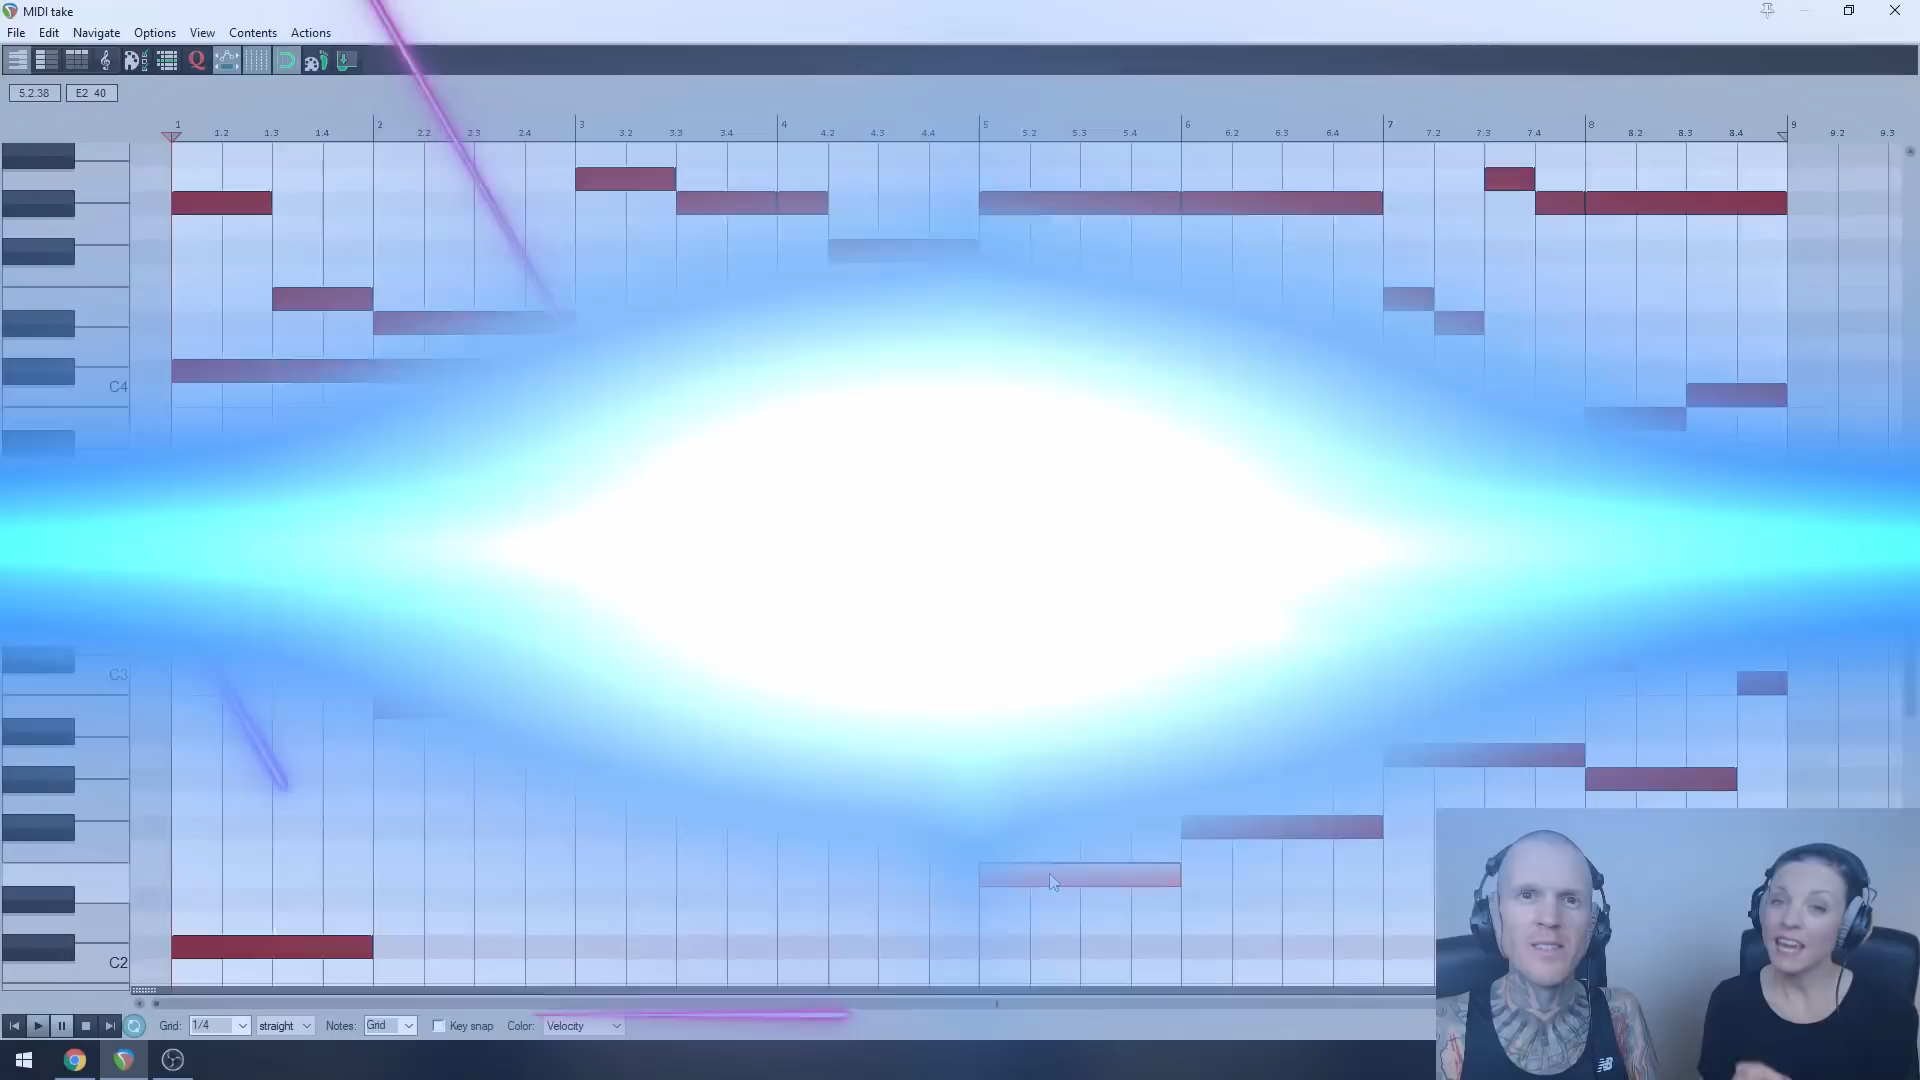 MIDI take
File Edit Navigate Options View Contents Actions
Q
5.2.38 E2 40
1 2 3 4 5 6 7 8 9
1.2 1.3 1.4 2.2 2.3 2.4 3.2 3.3 3.4 4.2 4.3 4.4 5.2 5.3 5.4 6.2 6.3 6.4 7.2 7.3 7.4 8.2 8.3 8.4 9.2 9.3
C4
C3
C2
Grid: 1/4 straight Notes: Grid Key snap Color: Velocity